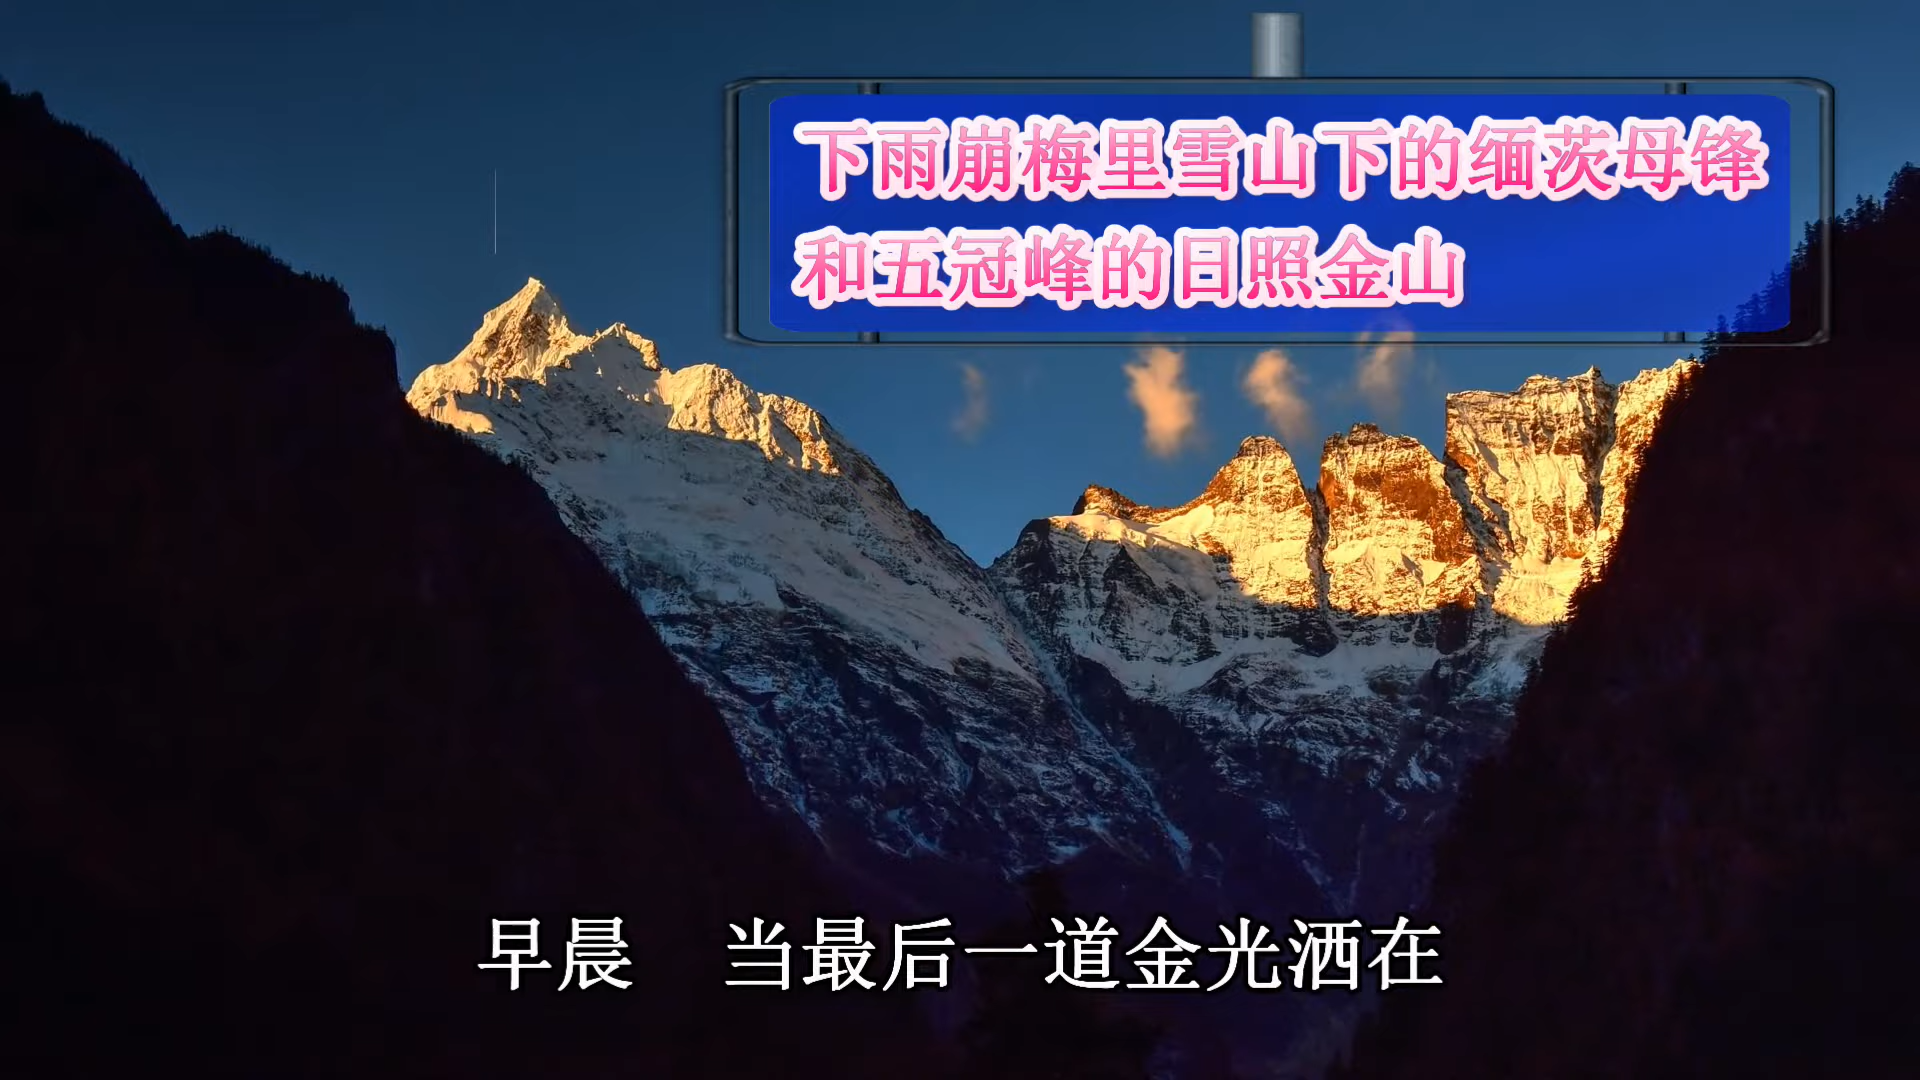 下雨崩梅里雪山下的缅茨母锋
和五冠峰的日照金山
早晨 当最后一道金光洒在